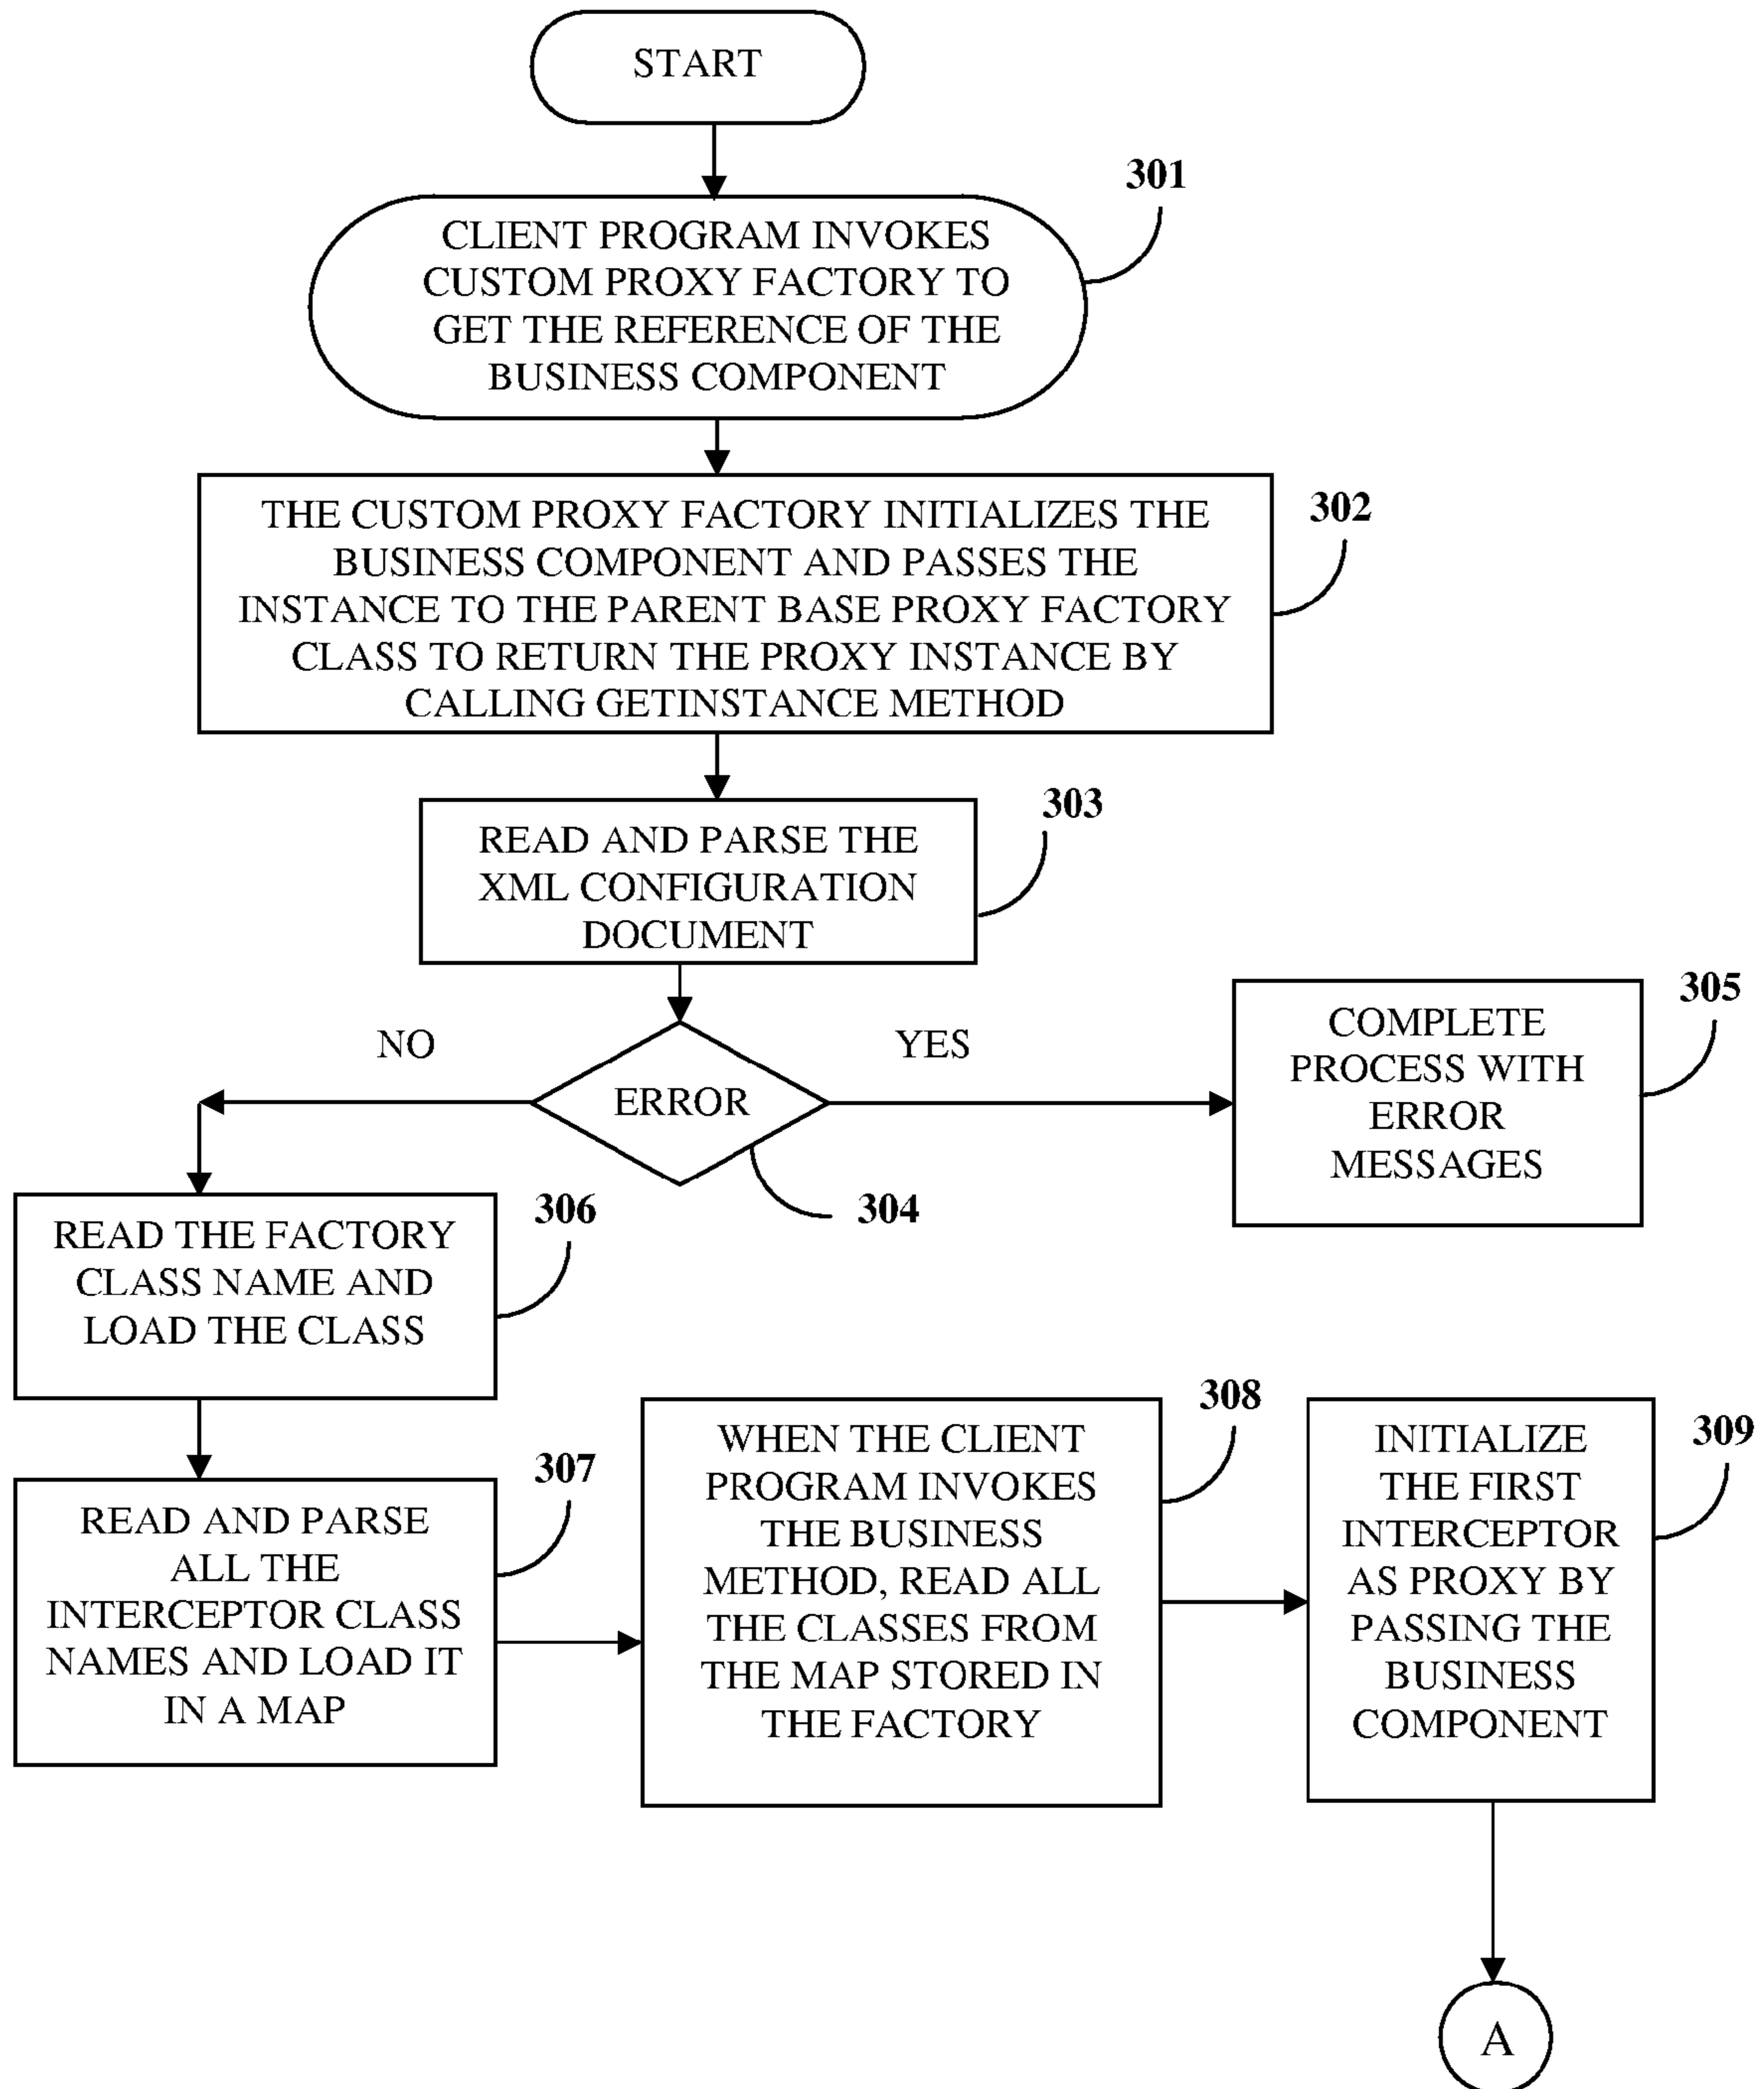 START
301
CLIENT PROGRAM INVOKES
CUSTOM PROXY FACTORY TO
GET THE REFERENCE OF THE
BUSINESS COMPONENT
302
THE CUSTOM PROXY FACTORY INITIALIZES THE
BUSINESS COMPONENT AND PASSES THE
INSTANCE TO THE PARENT BASE PROXY FACTORY
CLASS TO RETURN THE PROXY INSTANCE BY
CALLING GETINSTANCE METHOD
303
READ AND PARSE THE
XML CONFIGURATION
DOCUMENT
NO
YES
ERROR
304
305
COMPLETE
PROCESS WITH
ERROR
MESSAGES
306
READ THE FACTORY
CLASS NAME AND
LOAD THE CLASS
307
READ AND PARSE
ALL THE
INTERCEPTOR CLASS
NAMES AND LOAD IT
IN A MAP
308
WHEN THE CLIENT
PROGRAM INVOKES
THE BUSINESS
METHOD, READ ALL
THE CLASSES FROM
THE MAP STORED IN
THE FACTORY
309
INITIALIZE
THE FIRST
INTERCEPTOR
AS PROXY BY
PASSING THE
BUSINESS
COMPONENT
A